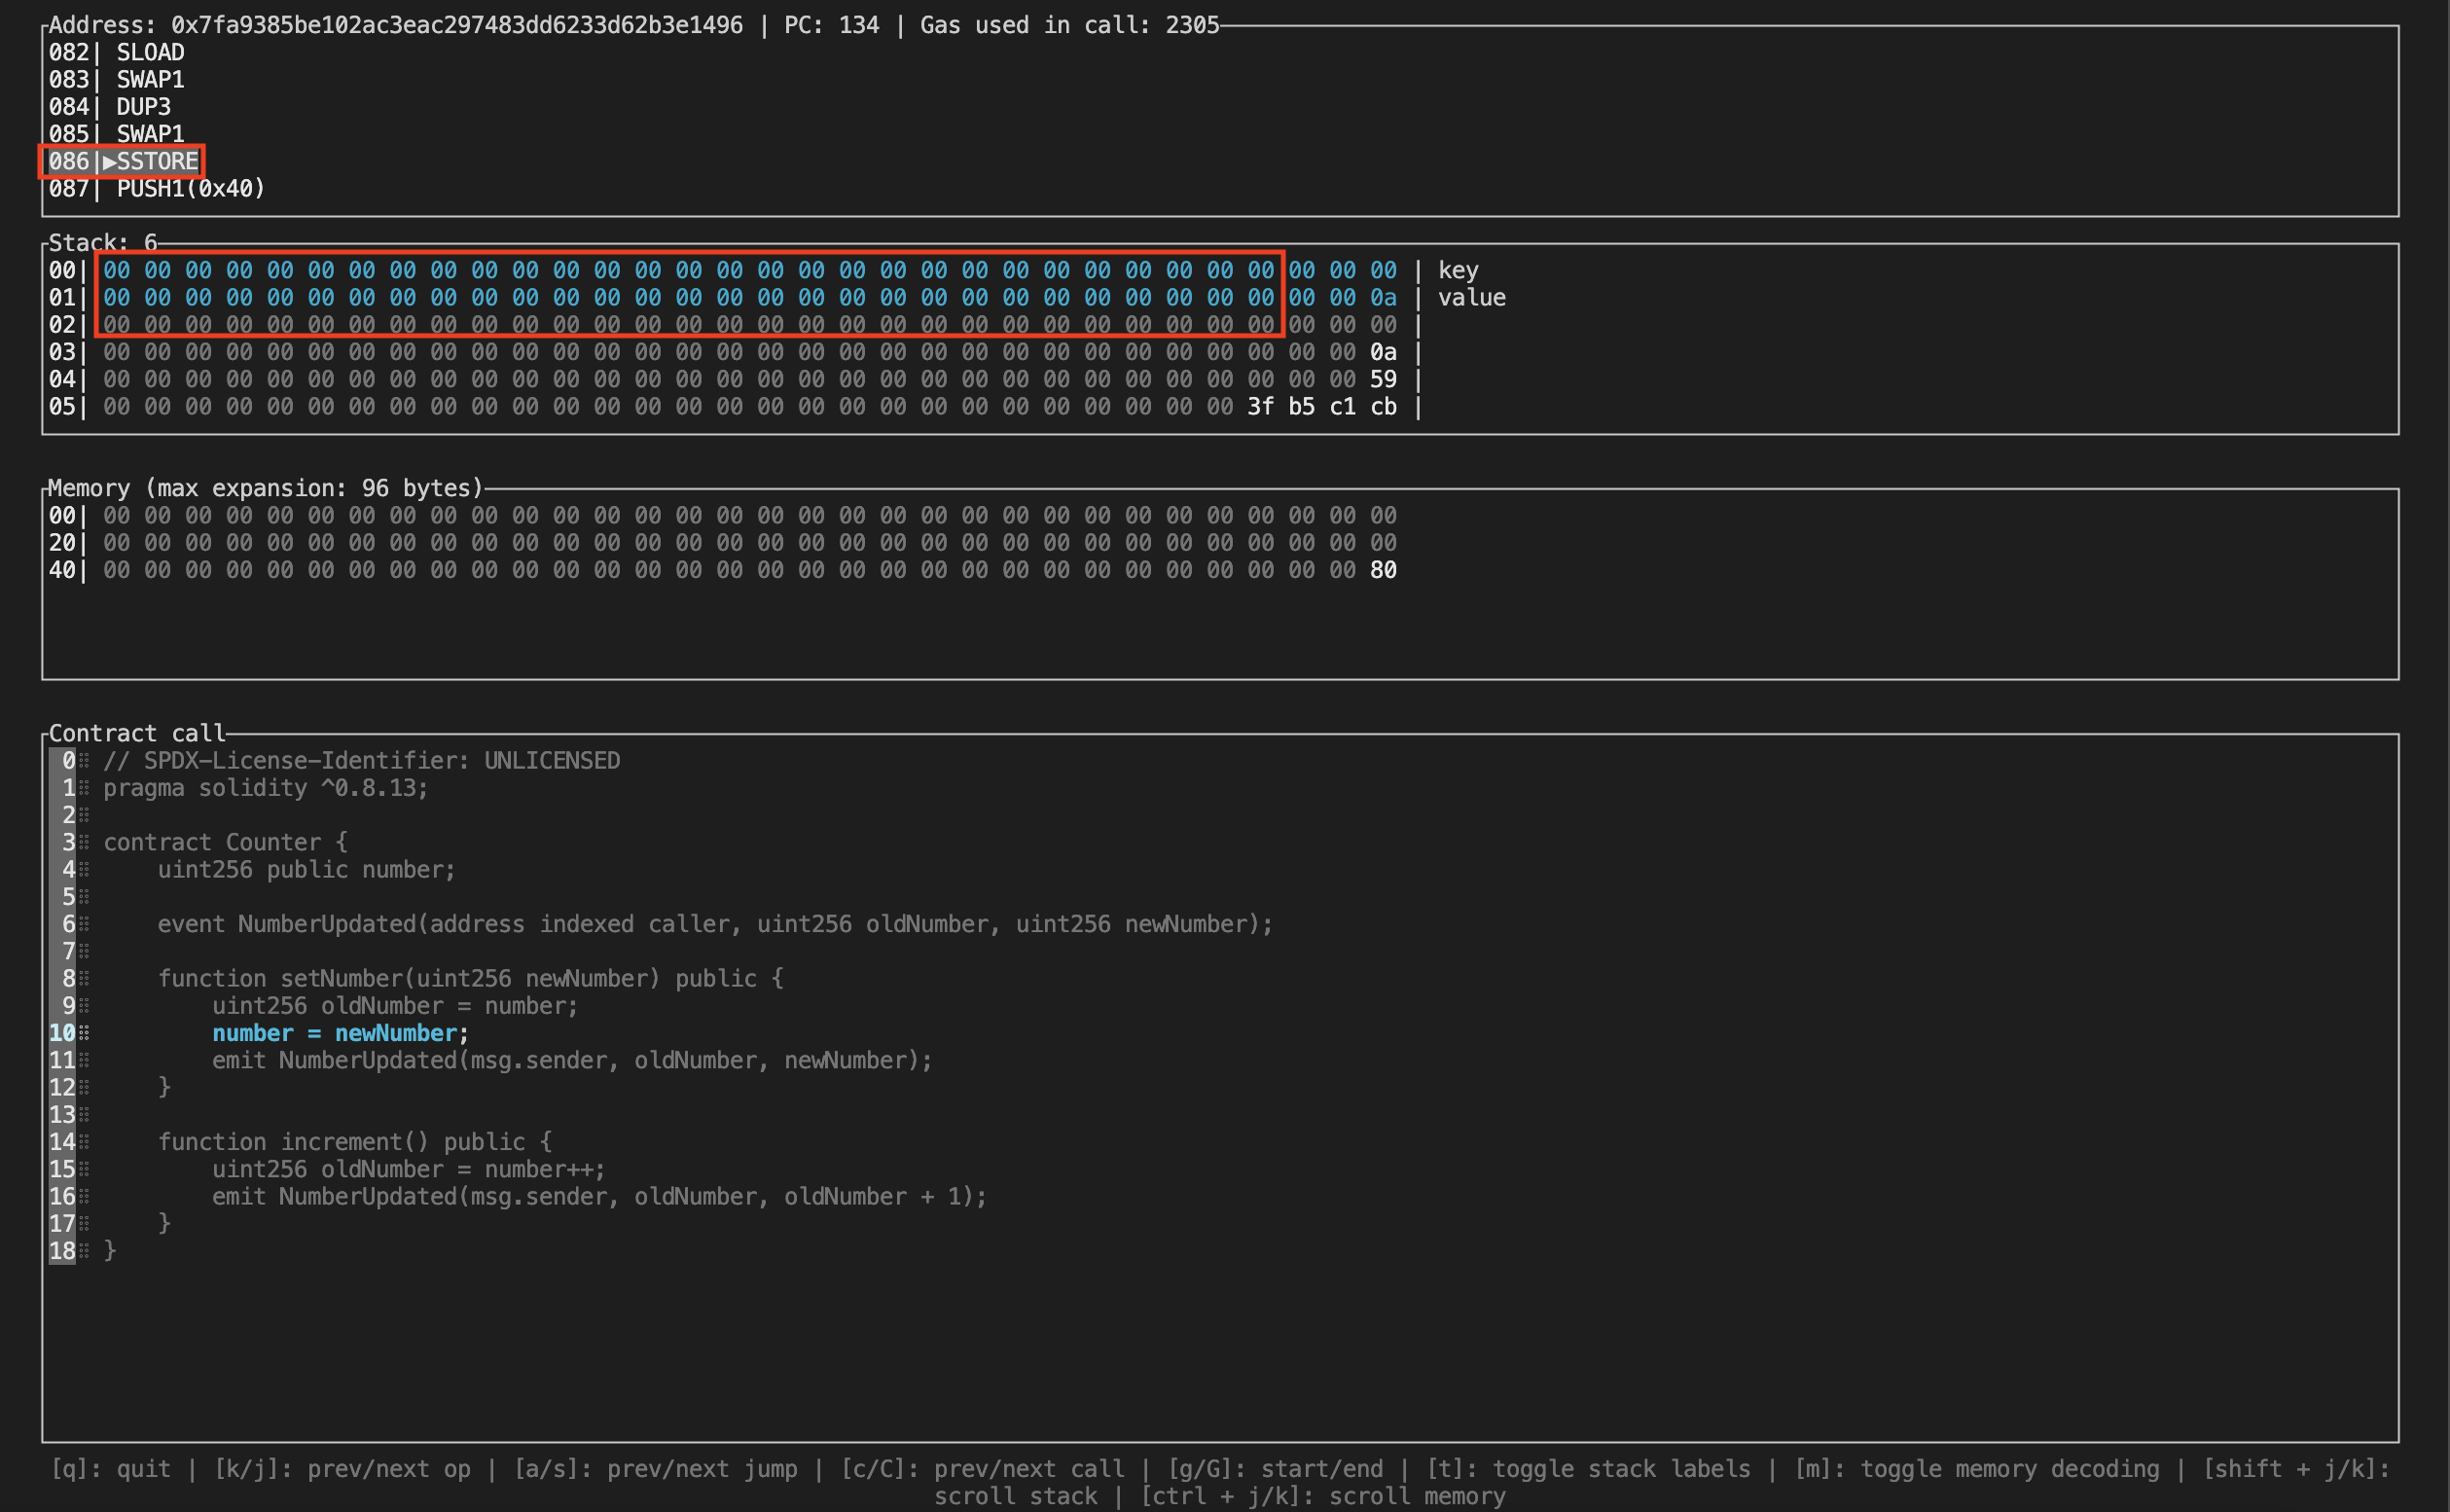 Address: 0x7fa9385be102ac3eac297483dd6233d62b3e1496 | PC: 134 | Gas used in call: 2305
082| SLOAD
083| SWAP1
084| DUP3
085| SWAP1
086|▶SSTORE
087| PUSH1(0x40)
Stack: 6
00| 00 00 00 00 00 00 00 00 00 00 00 00 00 00 00 00 00 00 00 00 00 00 00 00 00 00 00 00 00 00 00 00 | key
01| 00 00 00 00 00 00 00 00 00 00 00 00 00 00 00 00 00 00 00 00 00 00 00 00 00 00 00 00 00 00 00 0a | value
02| 00 00 00 00 00 00 00 00 00 00 00 00 00 00 00 00 00 00 00 00 00 00 00 00 00 00 00 00 00 00 00 00 |
03| 00 00 00 00 00 00 00 00 00 00 00 00 00 00 00 00 00 00 00 00 00 00 00 00 00 00 00 00 00 00 00 0a |
04| 00 00 00 00 00 00 00 00 00 00 00 00 00 00 00 00 00 00 00 00 00 00 00 00 00 00 00 00 00 00 00 59 |
05| 00 00 00 00 00 00 00 00 00 00 00 00 00 00 00 00 00 00 00 00 00 00 00 00 00 00 00 00 3f b5 c1 cb |
Memory (max expansion: 96 bytes)
00| 00 00 00 00 00 00 00 00 00 00 00 00 00 00 00 00 00 00 00 00 00 00 00 00 00 00 00 00 00 00 00 00
20| 00 00 00 00 00 00 00 00 00 00 00 00 00 00 00 00 00 00 00 00 00 00 00 00 00 00 00 00 00 00 00 00
40| 00 00 00 00 00 00 00 00 00 00 00 00 00 00 00 00 00 00 00 00 00 00 00 00 00 00 00 00 00 00 00 80
Contract call
0 // SPDX-License-Identifier: UNLICENSED
1 pragma solidity ^0.8.13;
2
3 contract Counter {
4     uint256 public number;
5
6     event NumberUpdated(address indexed caller, uint256 oldNumber, uint256 newNumber);
7
8     function setNumber(uint256 newNumber) public {
9         uint256 oldNumber = number;
10         number = newNumber;
11         emit NumberUpdated(msg.sender, oldNumber, newNumber);
12     }
13
14     function increment() public {
15         uint256 oldNumber = number++;
16         emit NumberUpdated(msg.sender, oldNumber, oldNumber + 1);
17     }
18 }
[q]: quit | [k/j]: prev/next op | [a/s]: prev/next jump | [c/C]: prev/next call | [g/G]: start/end | [t]: toggle stack labels | [m]: toggle memory decoding | [shift + j/k]:
scroll stack | [ctrl + j/k]: scroll memory